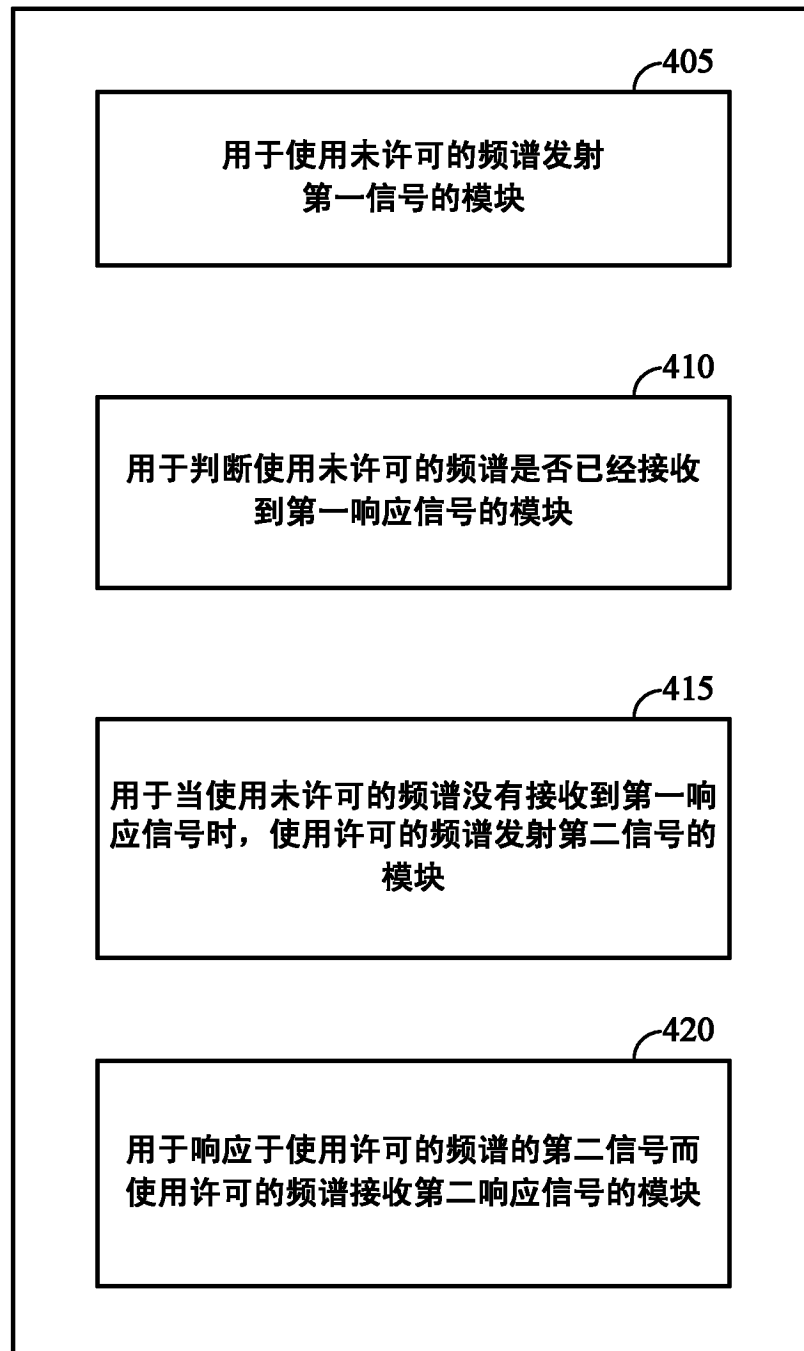 405
用于使用未许可的频谱发射
第一信号的模块
410
用于判断使用未许可的频谱是否已经接收
到第一响应信号的模块
415
用于当使用未许可的频谱没有接收到第一响
应信号时，使用许可的频谱发射第二信号的
模块
420
用于响应于使用许可的频谱的第二信号而
使用许可的频谱接收第二响应信号的模块